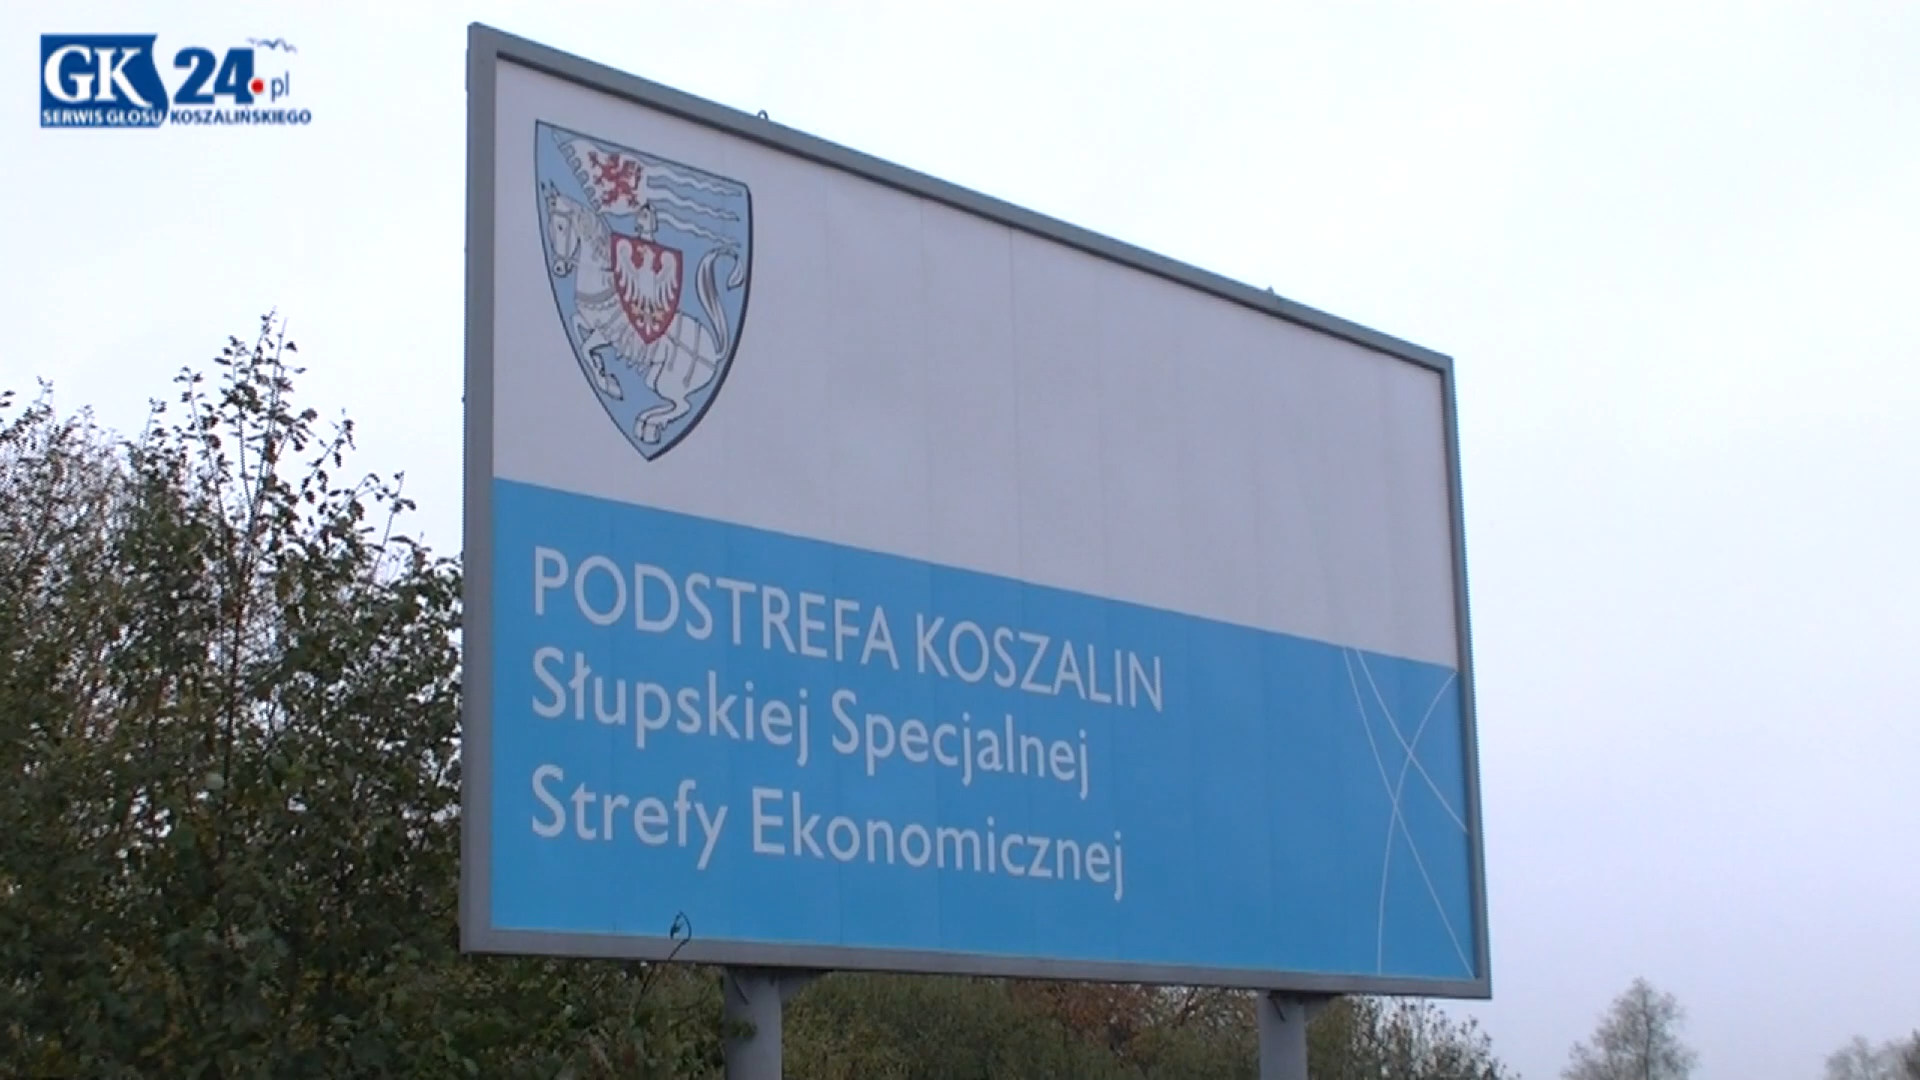 GK24.pl
SERWIS GŁOSU KOSZALIŃSKIEGO
PODSTREFA KOSZALIN
Słupskiej Specjalnej
Strefy Ekonomicznej